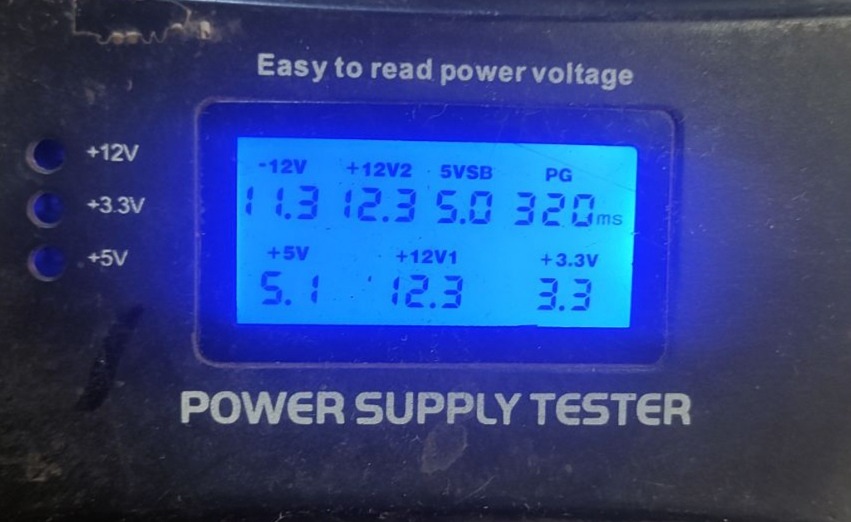 Easy to read power voltage
+12V
+3.3V
+5V
-12V +12V2 5VSB PG
11.3 12.3 5.0 320ms
+5V +12V1 +3.3V
5.1 12.3 3.3
POWER SUPPLY TESTER